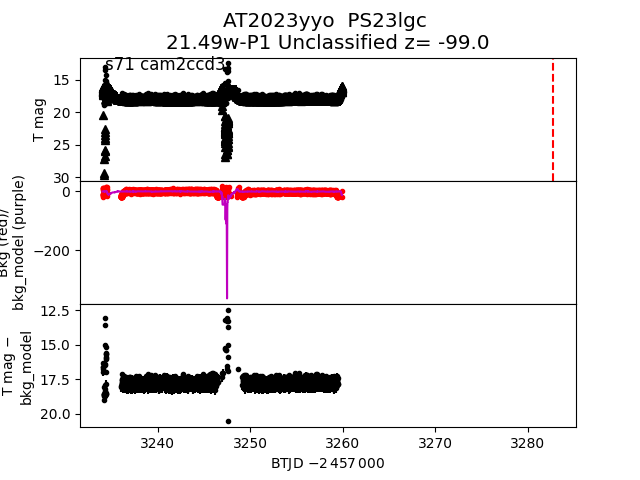 AT2023yyo  PS23lgc
21.49w-P1 Unclassified z= -99.0
s71 cam2ccd3
T mag
15
20
25
30
Bkg (red)/
bkg_model (purple)
0
−200
T mag −
bkg_model
12.5
15.0
17.5
20.0
3240 3250 3260 3270 3280
BTJD −2 457 000